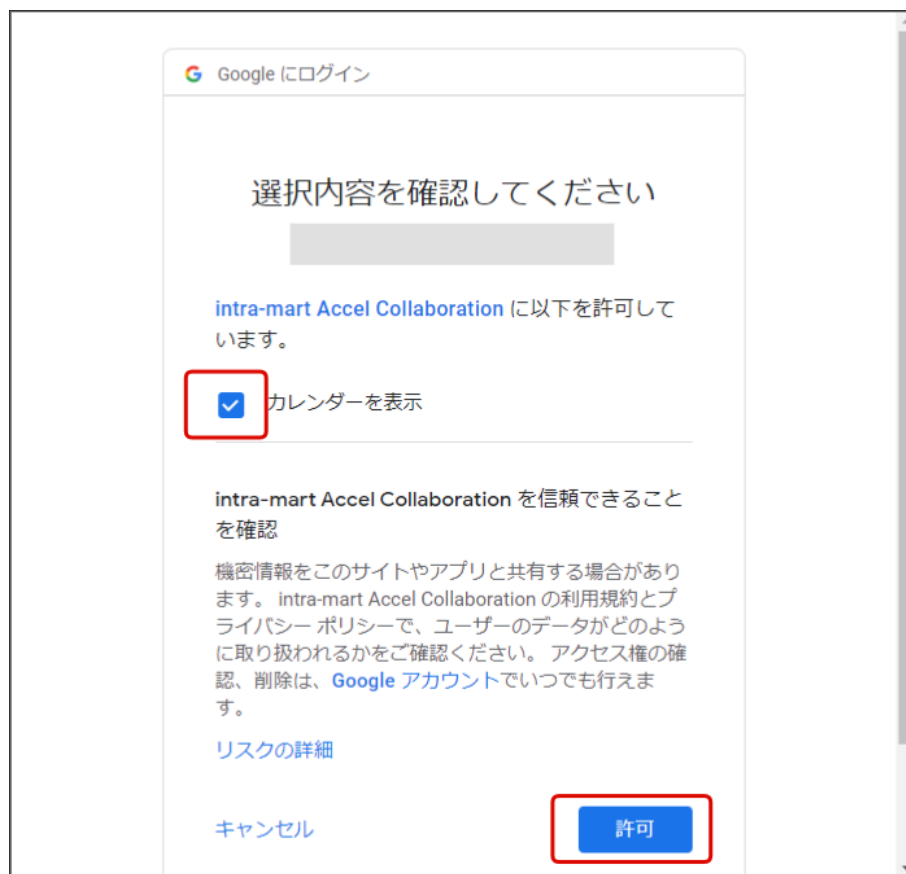 Google にログイン
選択内容を確認してください
intra-mart Accel Collaboration に以下を許可して
います。
カレンダーを表示
intra-mart Accel Collaboration を信頼できること
を確認
機密情報をこのサイトやアプリと共有する場合があり
ます。 intra-mart Accel Collaboration の利用規約とプ
ライバシー ポリシーで、ユーザーのデータがどのよう
に取り扱われるかをご確認ください。 アクセス権の確
認、削除は、Google アカウントでいつでも行えま
す。
リスクの詳細
キャンセル
許可